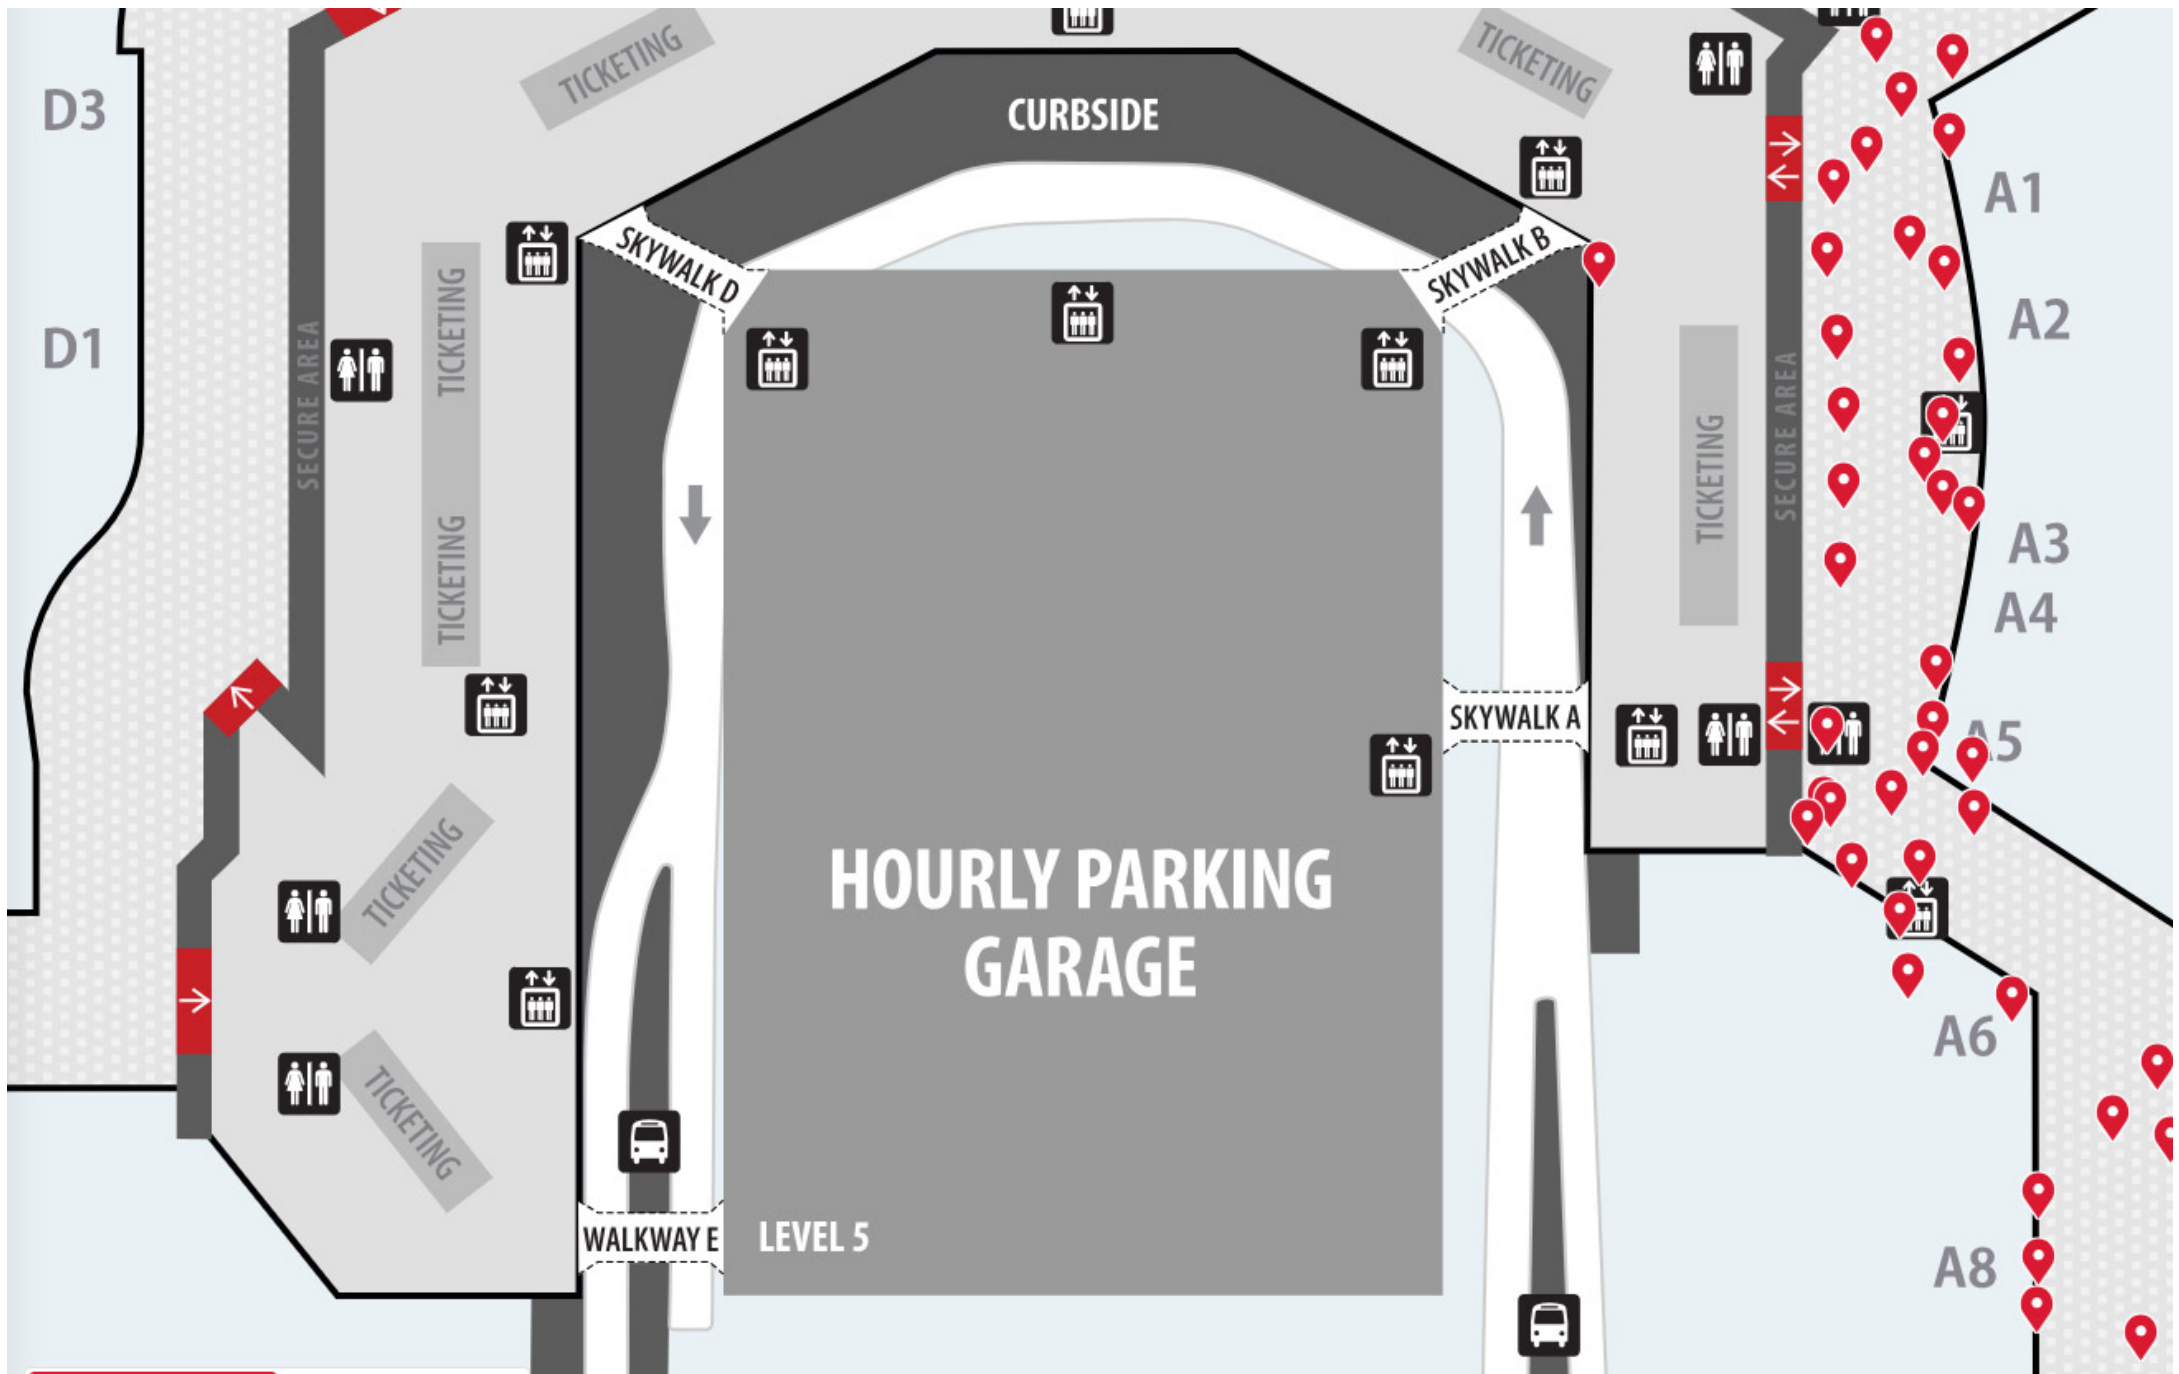 TICKETING
TICKETING
D3
CURBSIDE
A1
SKYWALK D
SKYWALK B
TICKETING
A2
D1
SECURE AREA
SECURE AREA
TICKETING
TICKETING
A3
A4
SKYWALK A
A5
TICKETING
HOURLY PARKING
GARAGE
A6
TICKETING
WALKWAY E
LEVEL 5
A8